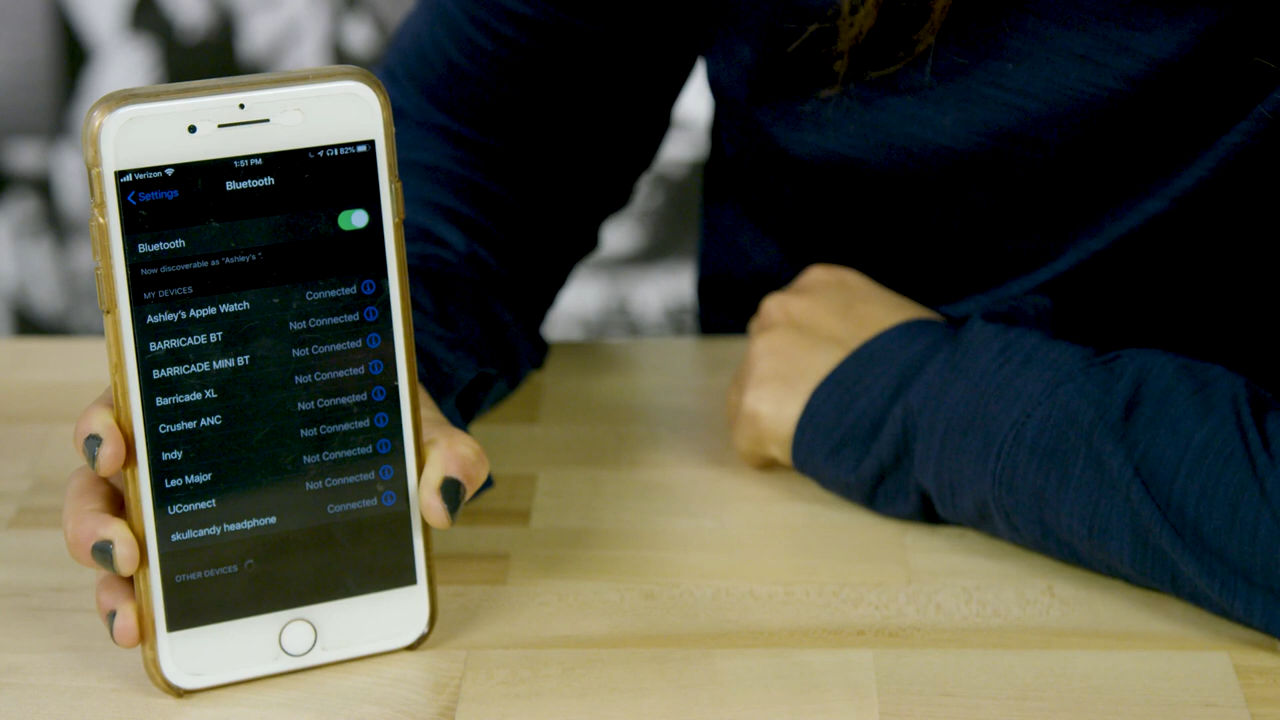 Verizon 1:51 PM 82%
Settings Bluetooth
Bluetooth
Now discoverable as "Ashley's ".
MY DEVICES
Ashley's Apple Watch Connected
BARRICADE BT Not Connected
BARRICADE MINI BT Not Connected
Barricade XL Not Connected
Crusher ANC Not Connected
Indy Not Connected
Leo Major Not Connected
UConnect Not Connected
skullcandy headphone Connected
OTHER DEVICES